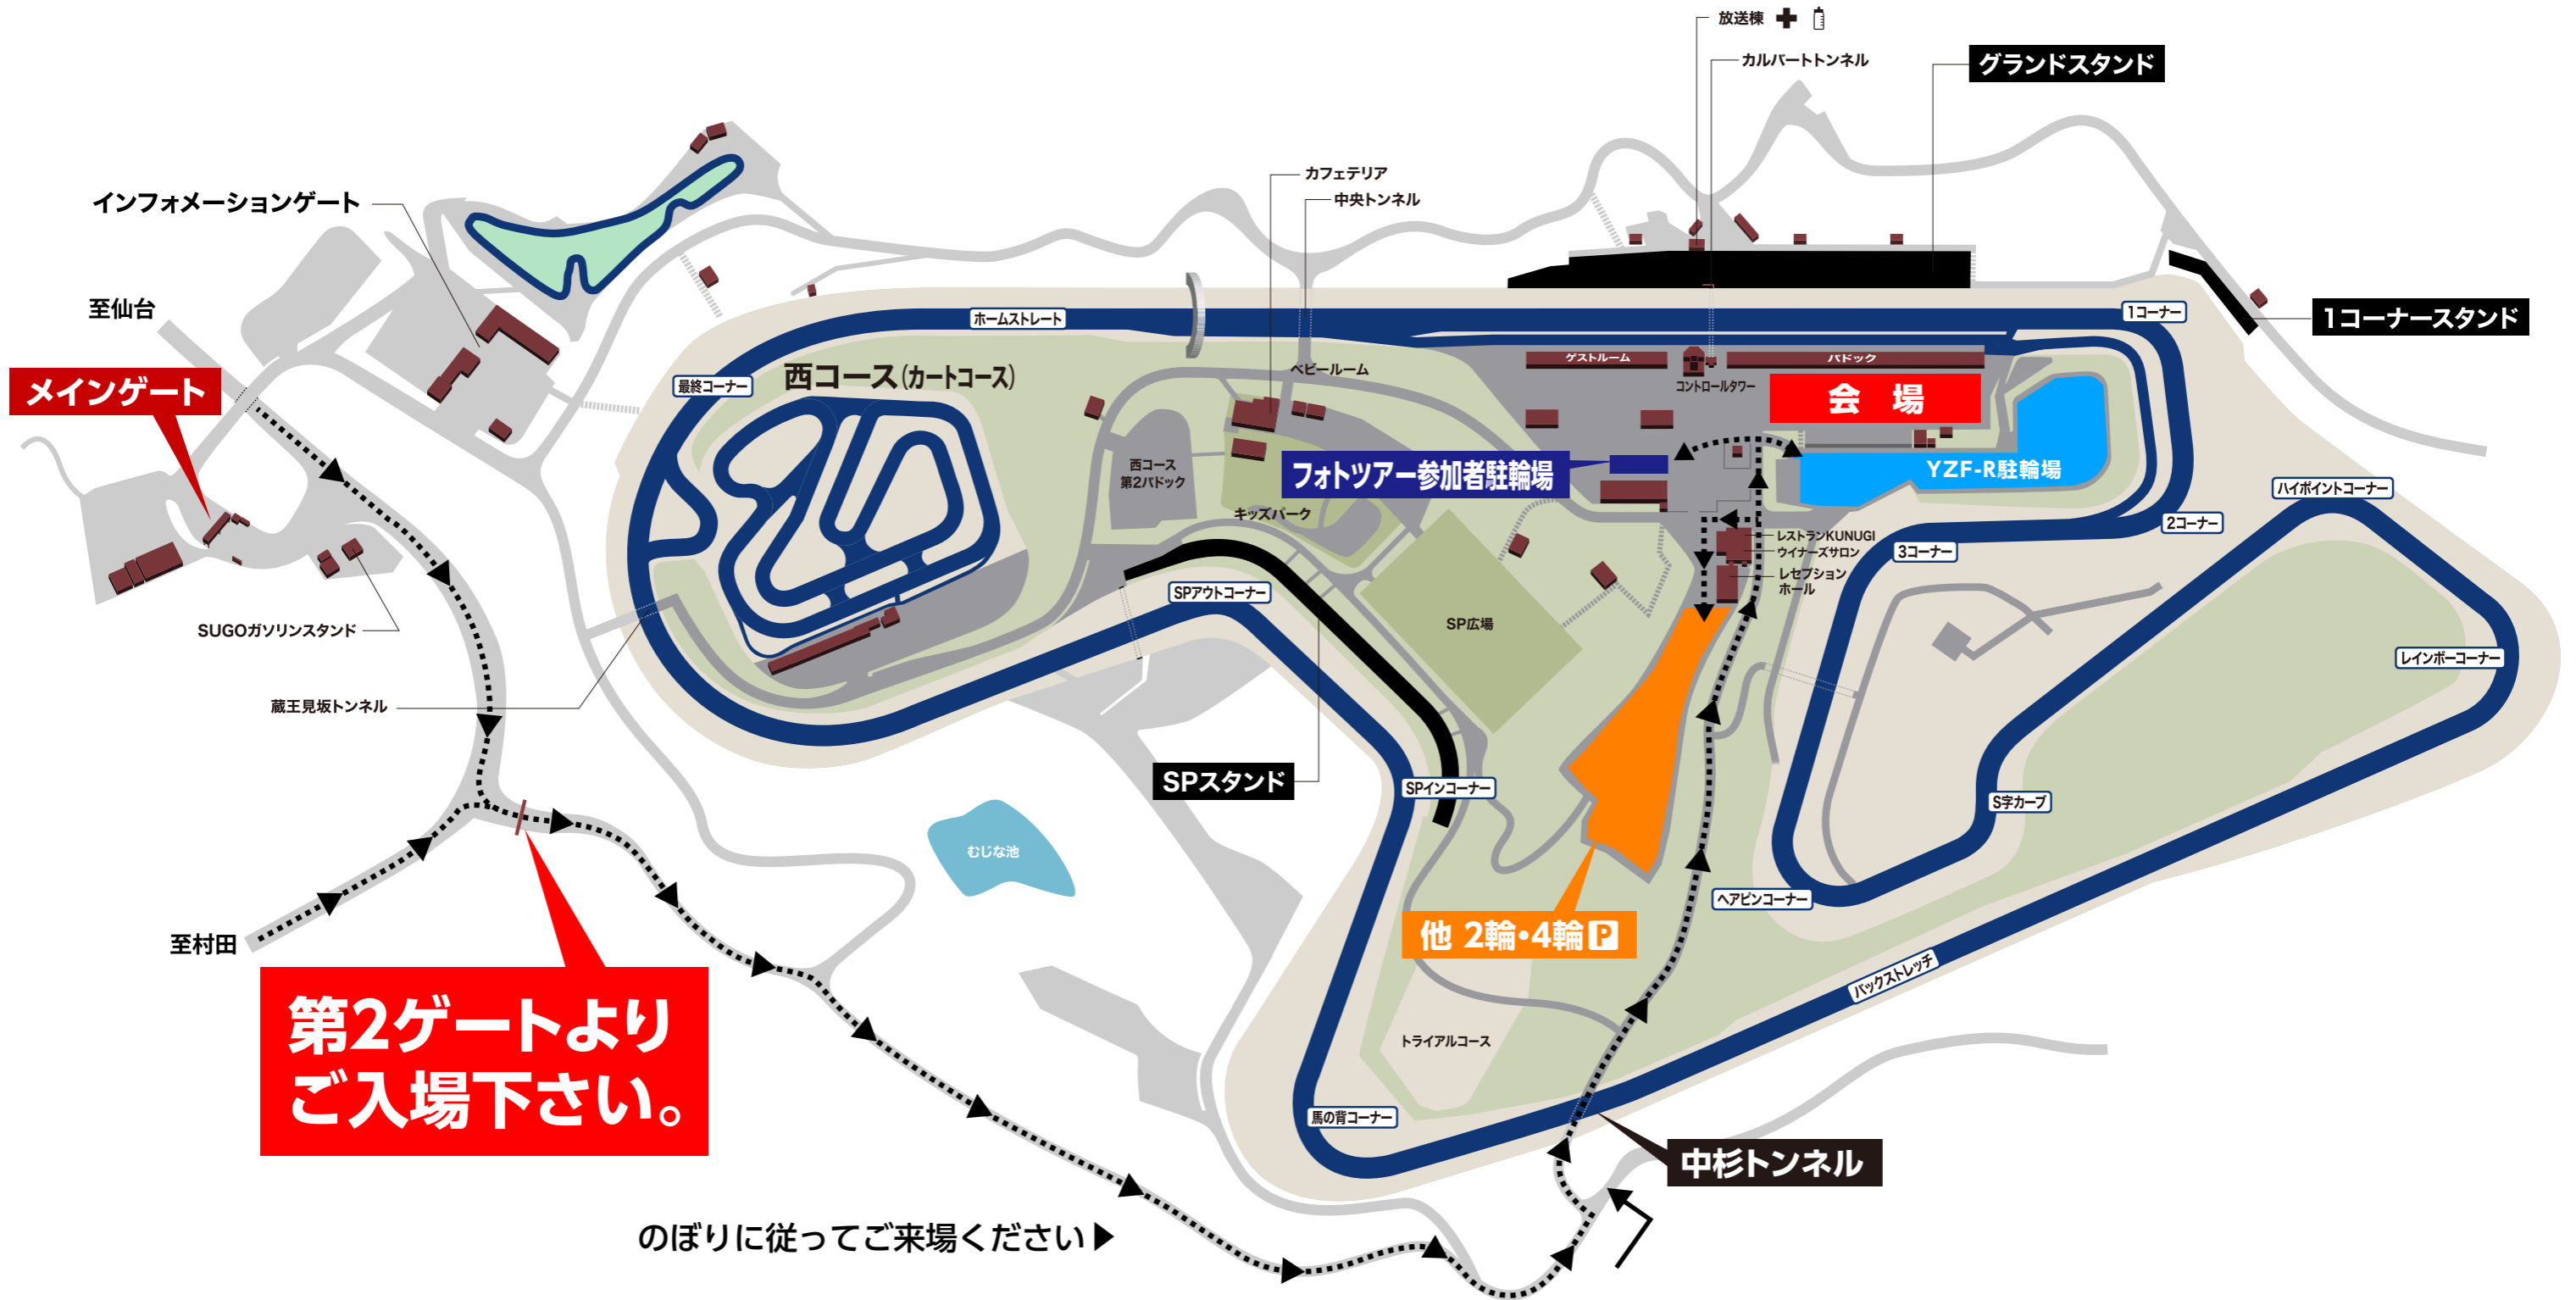 放送棟
カルバートトンネル
グランドスタンド
カフェテリア
中央トンネル
インフォメーションゲート
至仙台
メインゲート
ホームストレート
1コーナー
1コーナースタンド
最終コーナー
西コース(カートコース)
ベビールーム
ゲストルーム
コントロールタワー
パドック
会 場
西コース
第2パドック
フォトツアー参加者駐輪場
YZF-R駐輪場
キッズパーク
ハイポイントコーナー
2コーナー
3コーナー
レストランKUNUGI
ウイナーズサロン
レセプション
ホール
SPアウトコーナー
SP広場
SUGOガソリンスタンド
レインボーコーナー
蔵王見坂トンネル
SPスタンド
SPインコーナー
S字カーブ
むじな池
ヘアピンコーナー
他 2輪・4輪P
至村田
バックストレッチ
第2ゲートより
ご入場下さい。
トライアルコース
馬の背コーナー
中杉トンネル
のぼりに従ってご来場ください▶